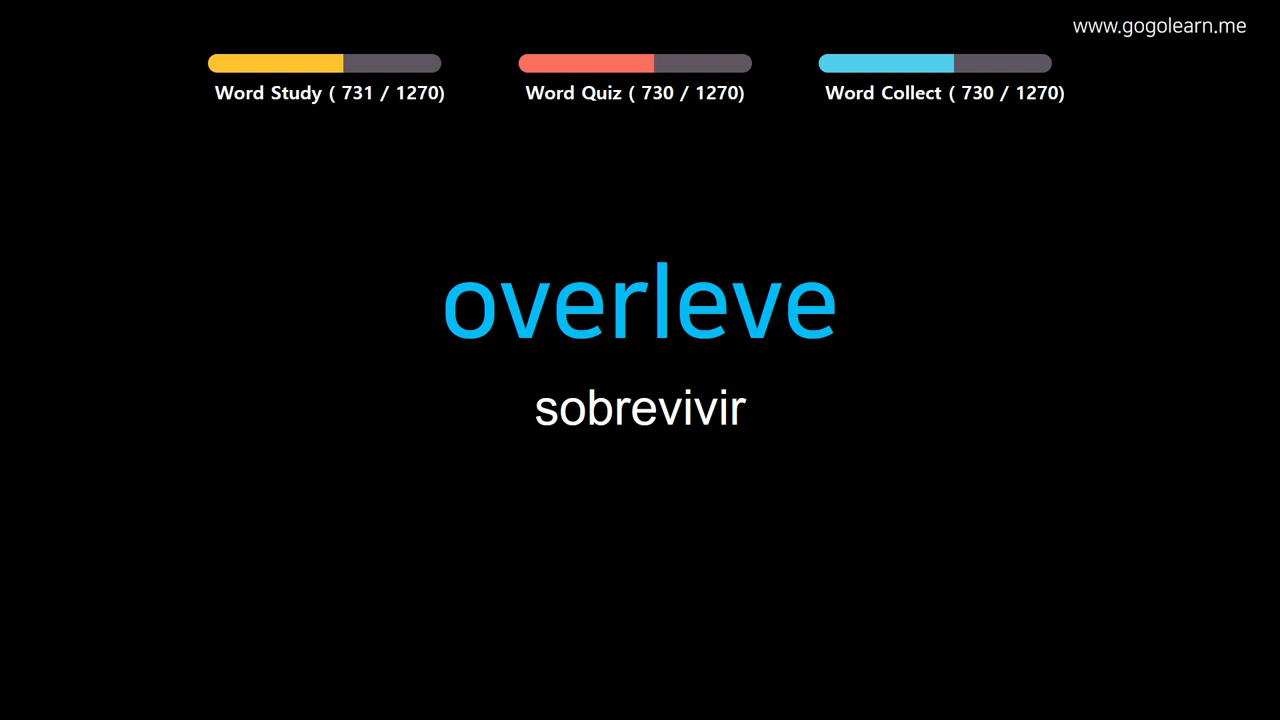 www.gogolearn.me
Word Study ( 731 / 1270)
Word Quiz ( 730 / 1270)
Word Collect ( 730 / 1270)
overleve
sobrevivir